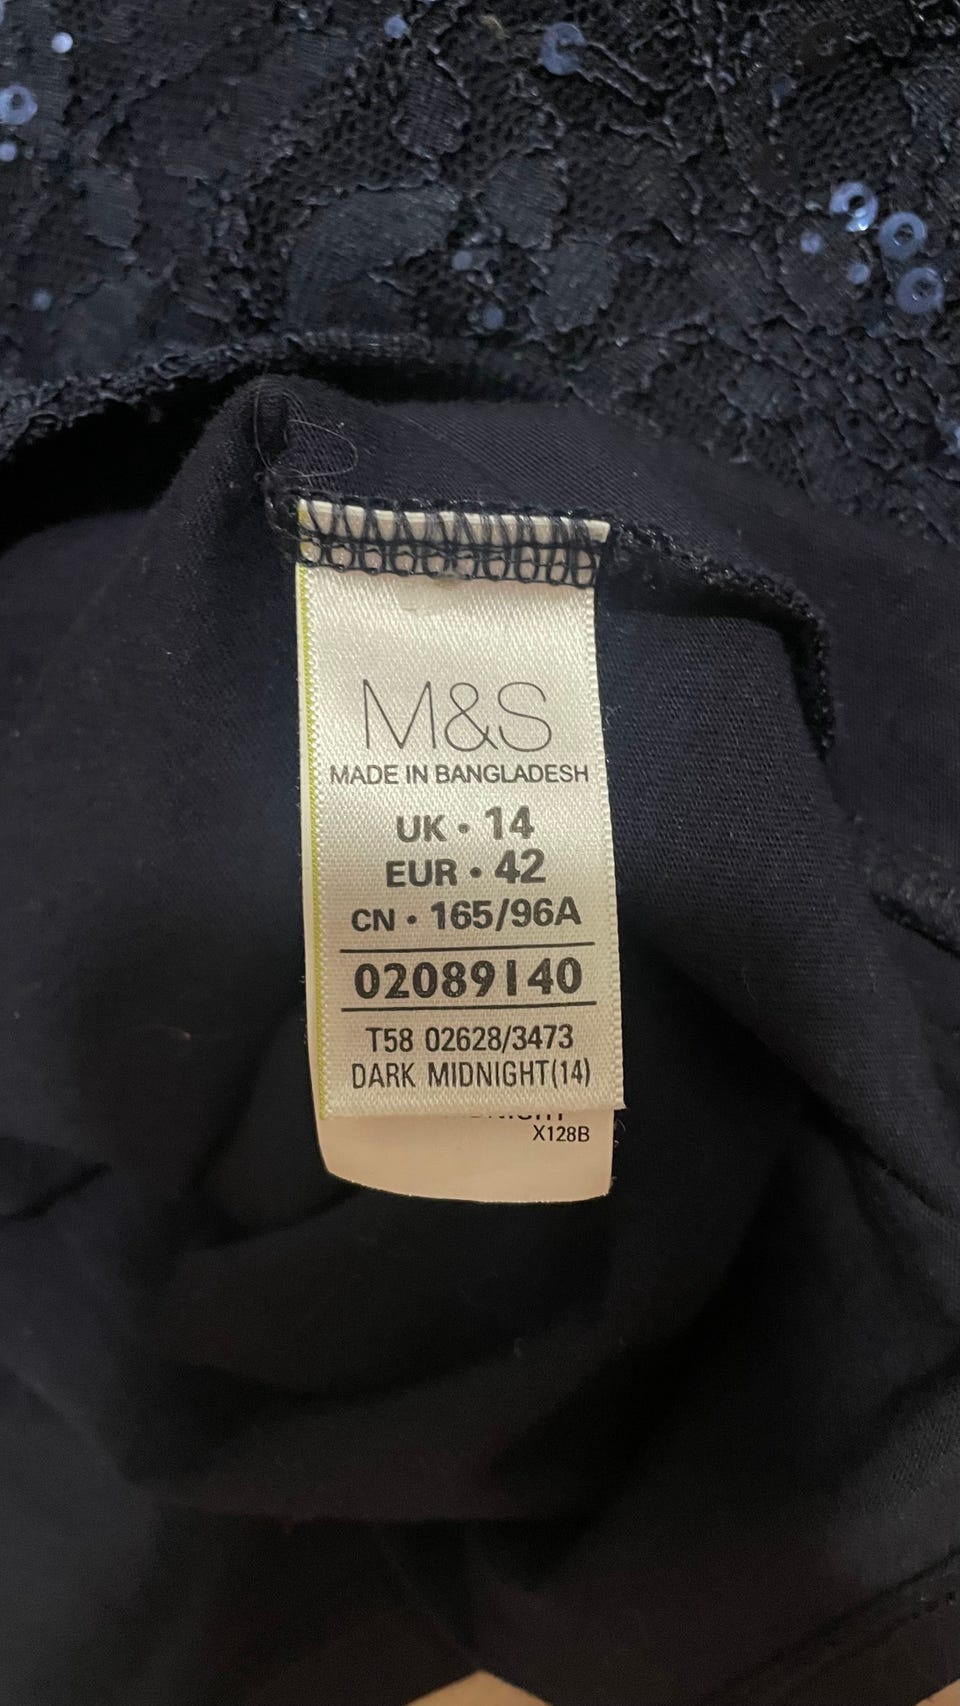 M&S
MADE IN BANGLADESH
UK • 14
EUR • 42
CN • 165/96A
02089140
T58 02628/3473
DARK MIDNIGHT(14)
X128B